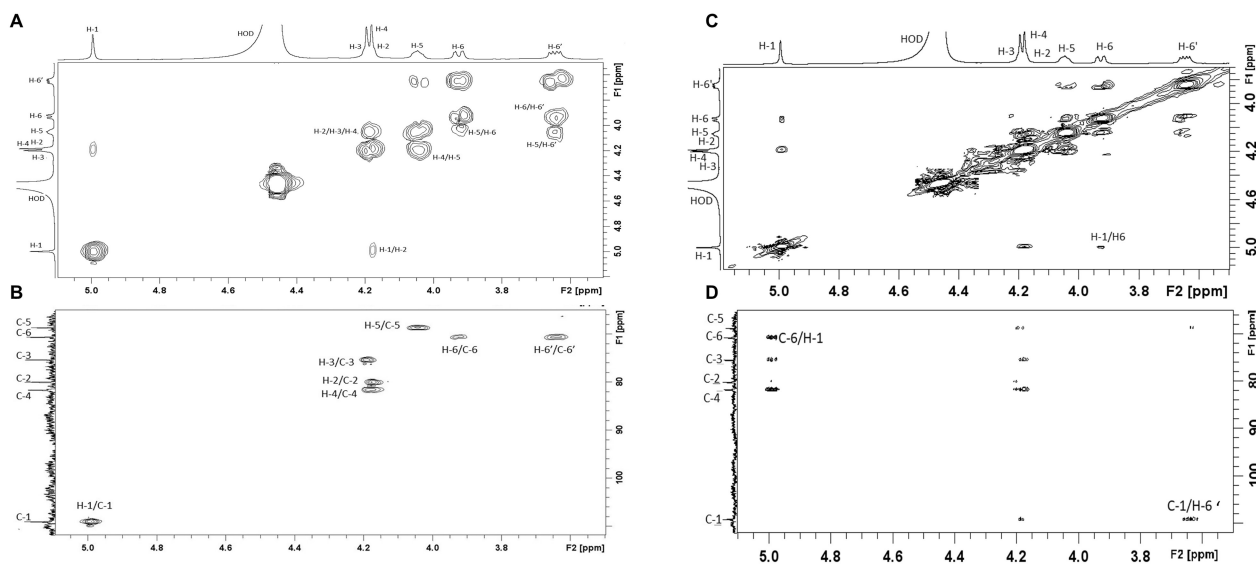 A
H-1
HOD
H-3
H-4
H-2
H-5
H-6
H-6'
H-6'
H-6
H-5
H-4
H-2
H-3
HOD
H-1
H-6/H-6'
H-2/H-3/H-4
H-5/H-6
H-5/H-6'
H-4/H-5
H-1/H-2
F1 [ppm]
4.0
4.2
4.4
4.6
5.0
5.0
4.8
4.6
4.4
4.2
4.0
3.8
F2 [ppm]
B
C-5
C-6
C-3
C-2
C-4
C-1
H-5/C-5
H-6/C-6
H-6'/C-6'
H-3/C-3
H-2/C-2
H-4/C-4
H-1/C-1
F1 [ppm]
80
90
100
5.0
4.8
4.6
4.4
4.2
4.0
3.8
F2 [ppm]
C
H-1
HOD
H-3
H-4
H-2
H-5
H-6
H-6'
H-6'
H-6
H-5
H-2
H-4
H-3
HOD
H-1
H-1/H6
F1 [ppm]
4.0
4.2
4.6
5.0
5.0
4.8
4.6
4.4
4.2
4.0
3.8
F2 [ppm]
D
C-5
C-6
C-3
C-2
C-4
C-1
C-6/H-1
C-1/H-6'
F1 [ppm]
80
90
100
5.0
4.8
4.6
4.4
4.2
4.0
3.8
F2 [ppm]